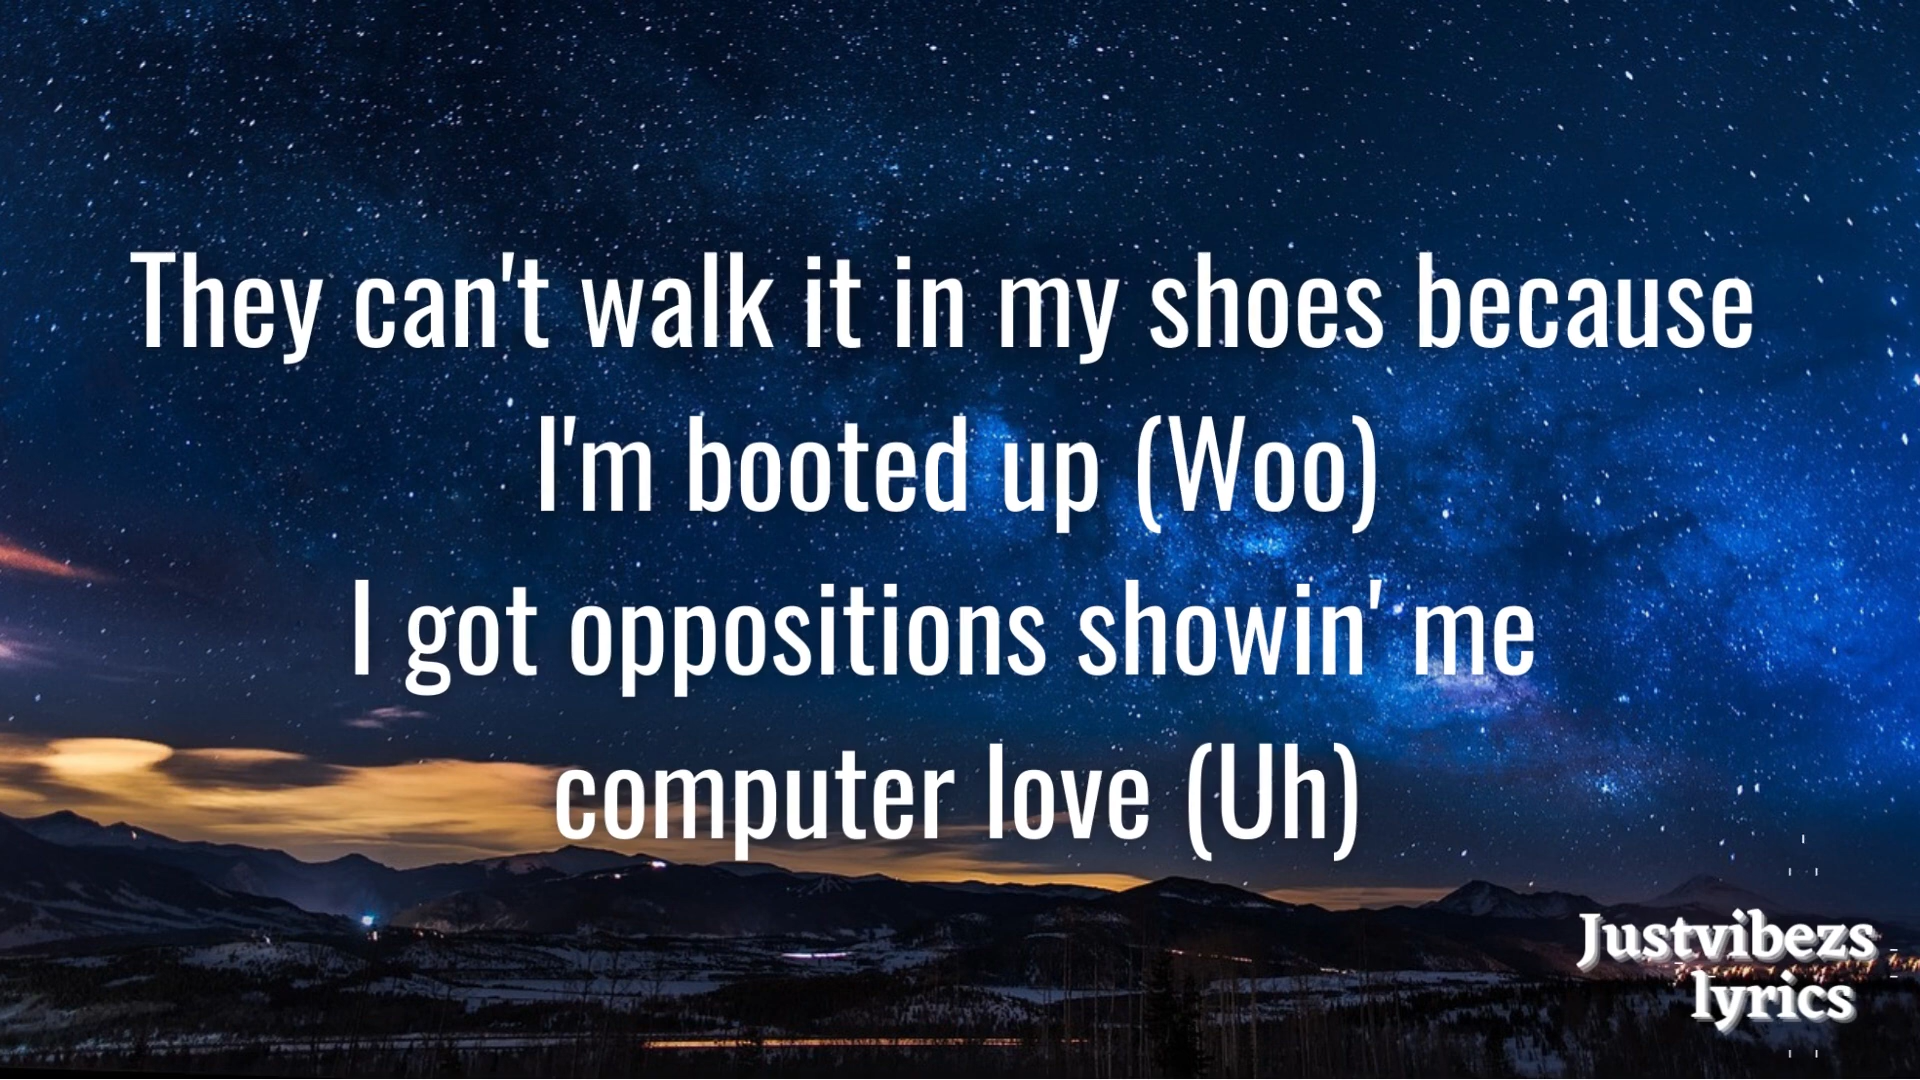 They can't walk it in my shoes because
I'm booted up (Woo)
I got oppositions showin' me
computer love (Uh)
Justvibezs
lyrics